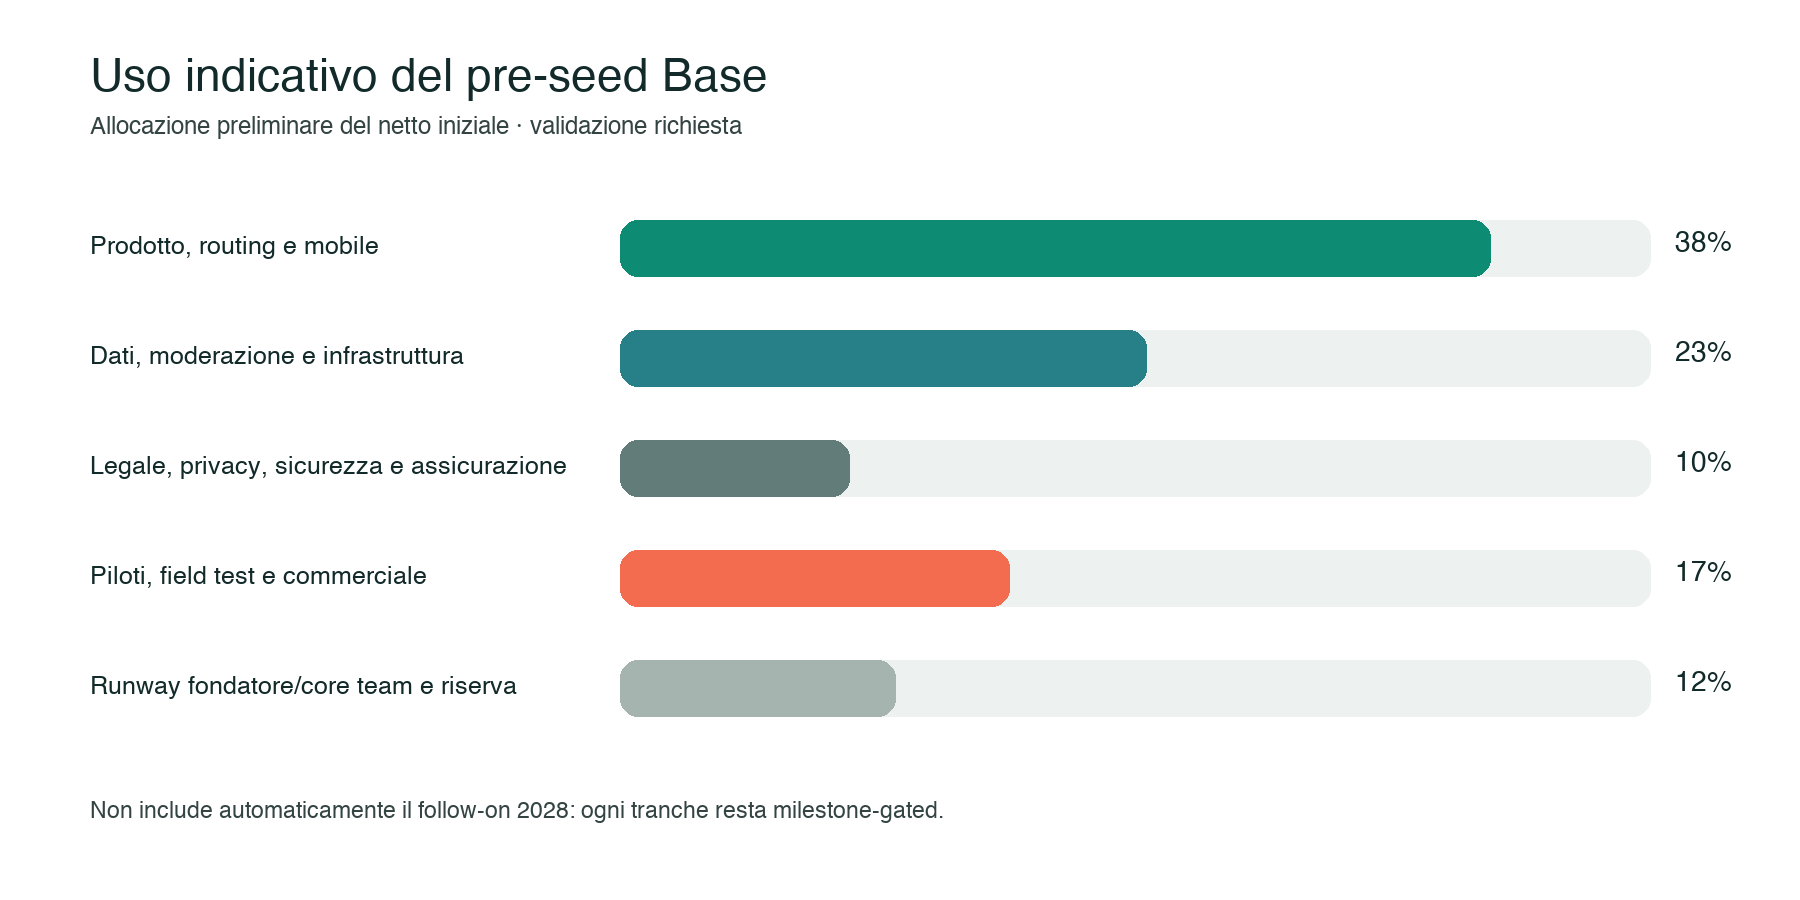 Uso indicativo del pre-seed Base
Allocazione preliminare del netto iniziale · validazione richiesta
Prodotto, routing e mobile 38%
Dati, moderazione e infrastruttura 23%
Legale, privacy, sicurezza e assicurazione 10%
Piloti, field test e commerciale 17%
Runway fondatore/core team e riserva 12%
Non include automaticamente il follow-on 2028: ogni tranche resta milestone-gated.